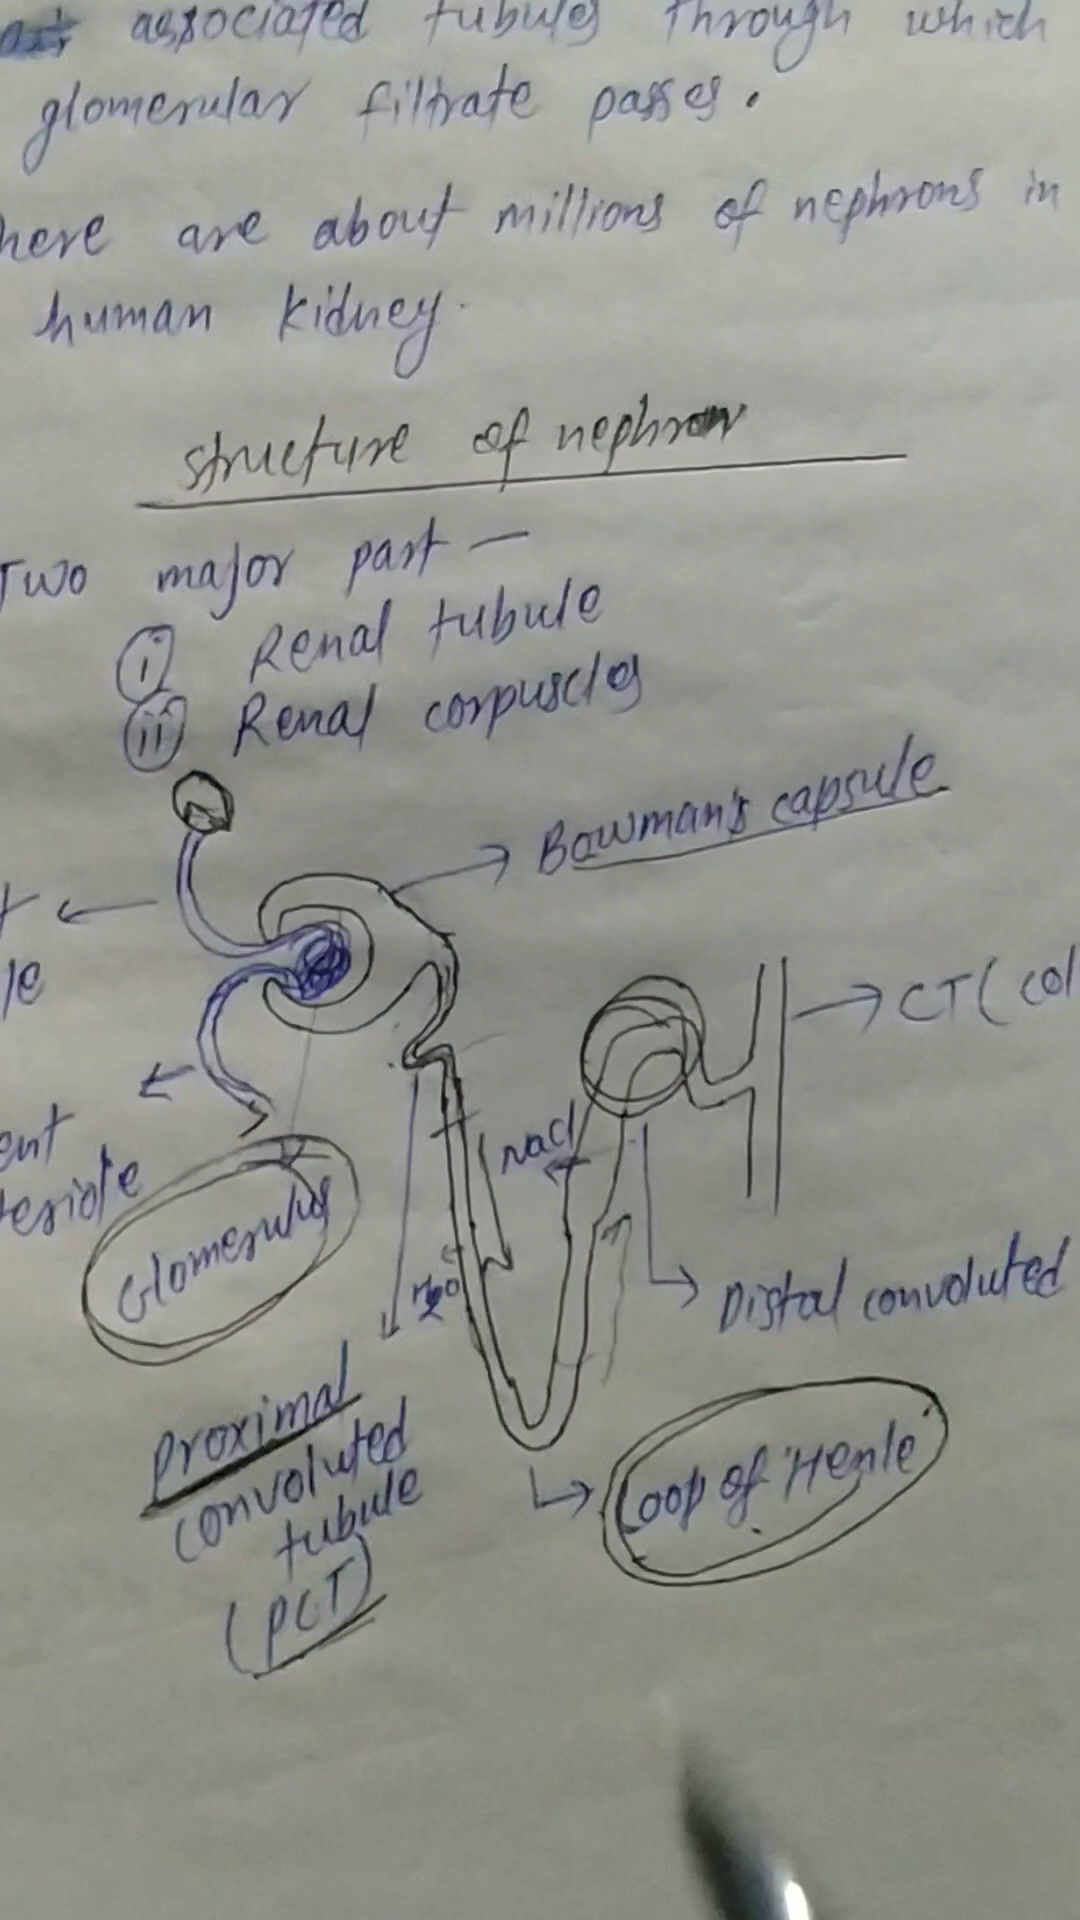 associated tubules through which
glomerular filtrate passes.
here are about millions of nephrons in
human kidney.
structure of nephron
Two major part —
(i) Renal tubule
(ii) Renal corpuscles
Bowman's capsule
t
le
CT ( col
ent
teriole
Glomerulus
NaCl
H2O
Distal convoluted
Proximal
convoluted
tubule
(PCT)
Loop of Henle